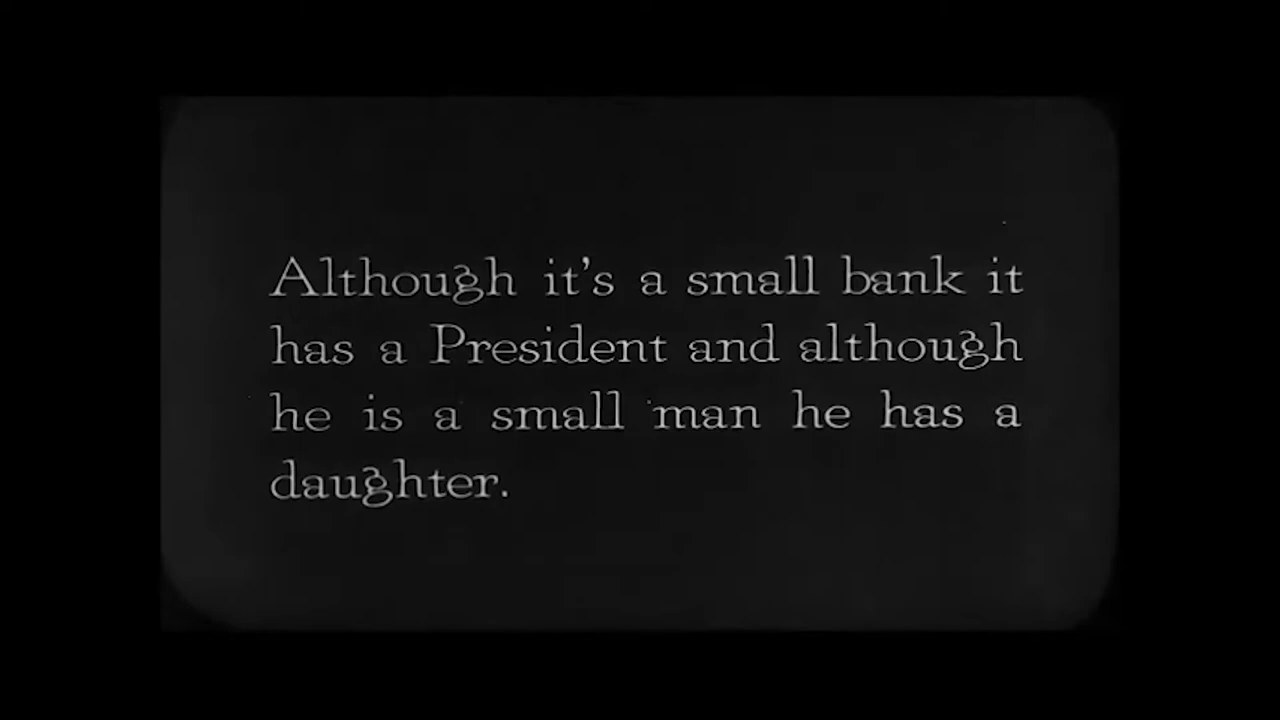 Although it's a small bank it
has a President and although
he is a small man he has a
daughter.